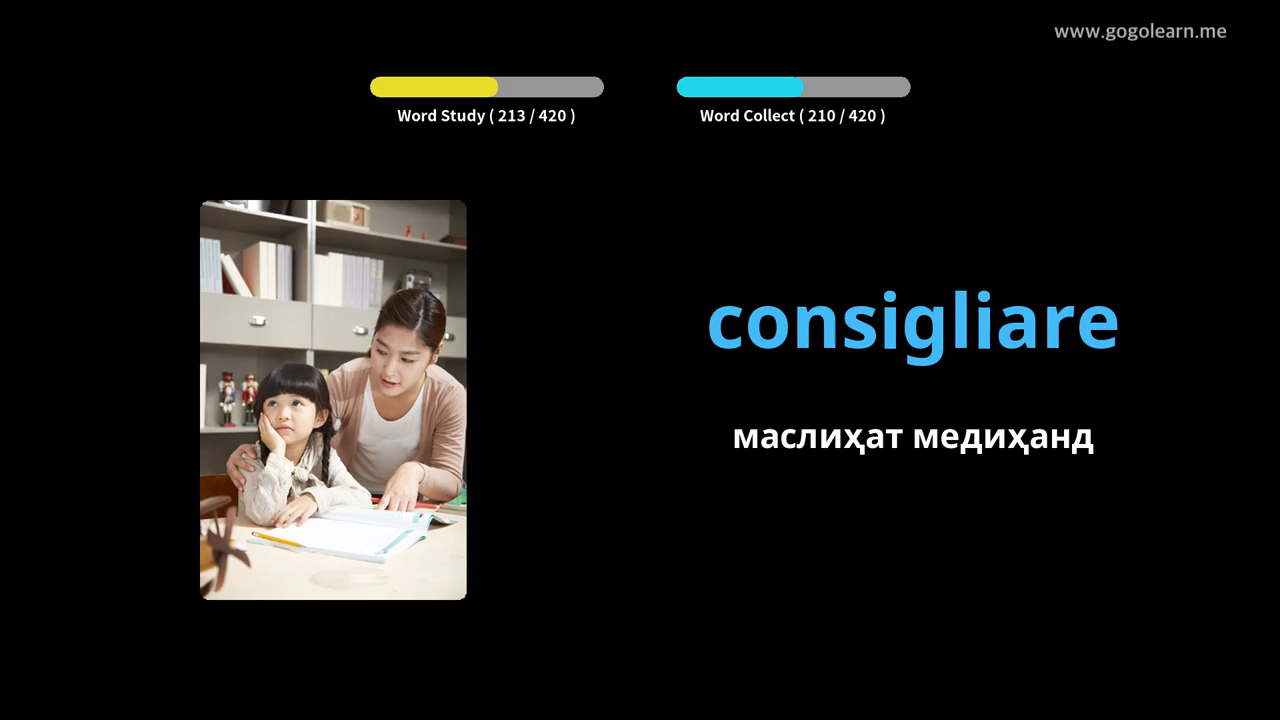 www.gogolearn.me
Word Study ( 213 / 420 )
Word Collect ( 210 / 420 )
consigliare
маслиҳат медиҳанд